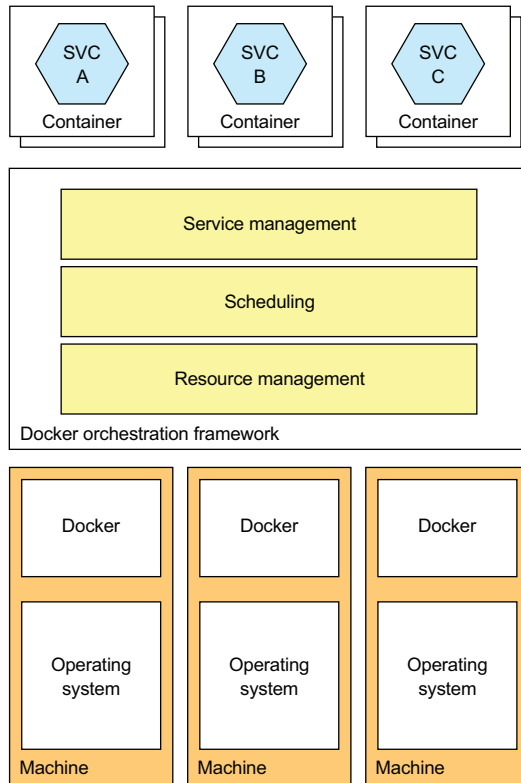 SVC
A
Container
SVC
B
Container
SVC
C
Container
Service management
Scheduling
Resource management
Docker orchestration framework
Docker
Docker
Docker
Operating
system
Operating
system
Operating
system
Machine
Machine
Machine